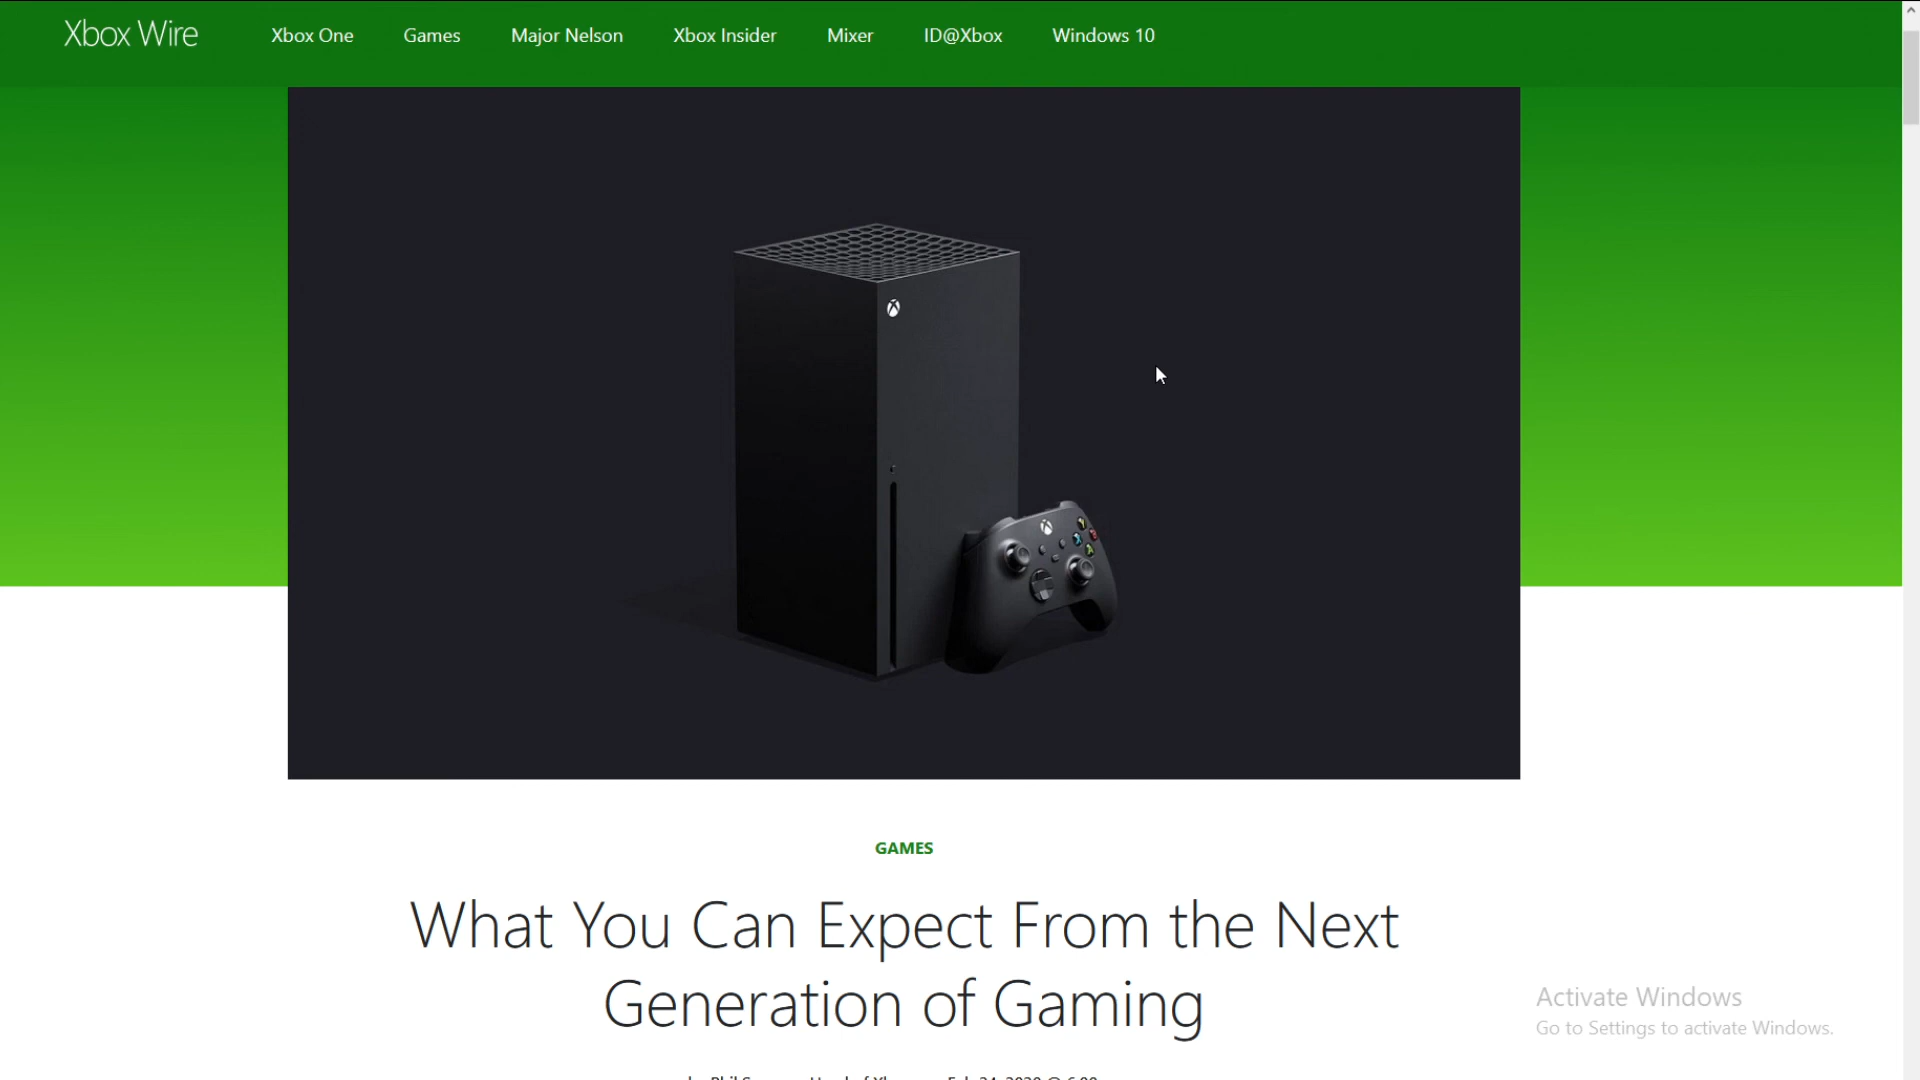 Xbox Wire
Xbox One Games Major Nelson Xbox Insider Mixer ID@Xbox Windows 10
GAMES
What You Can Expect From the Next
Generation of Gaming
Activate Windows
Go to Settings to activate Windows.